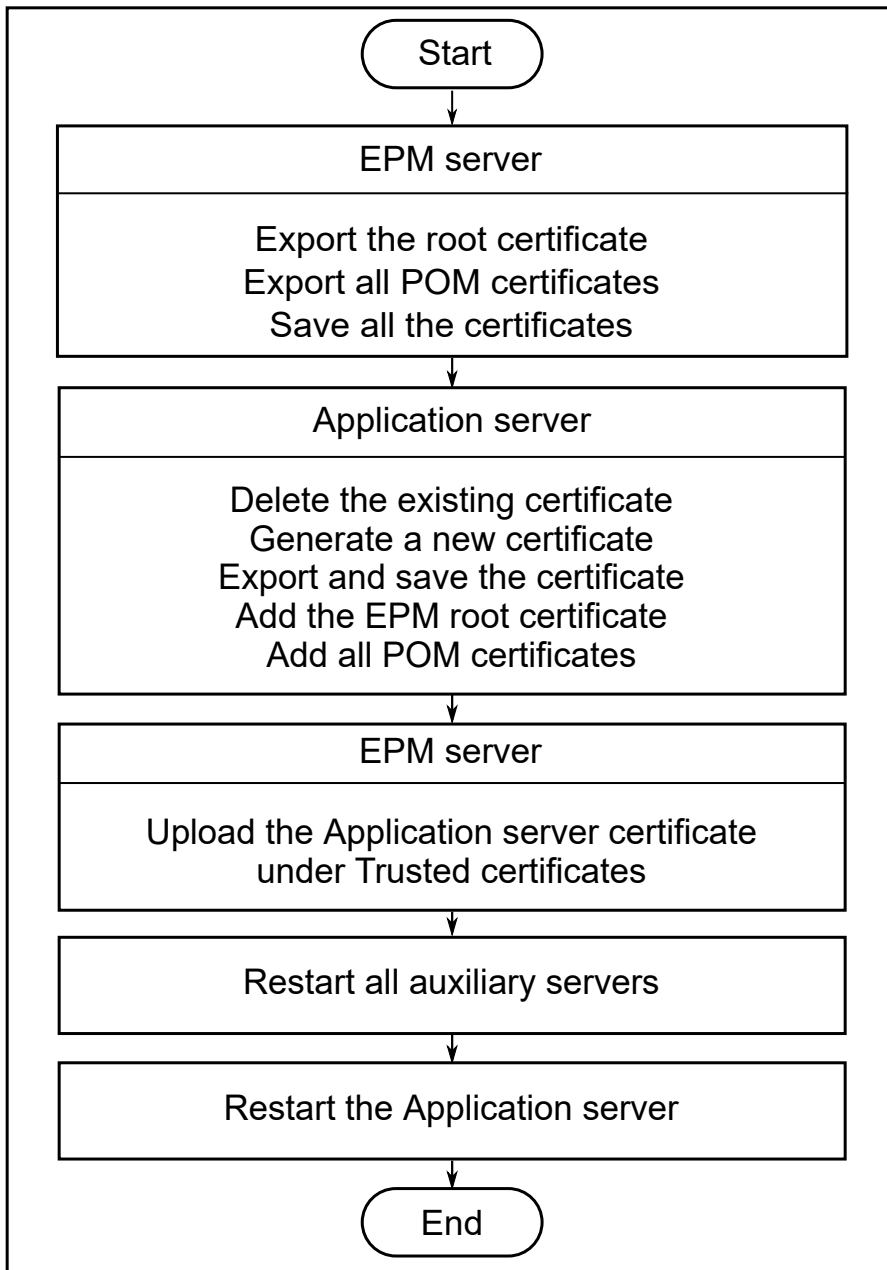 Start
EPM server
Export the root certificate
Export all POM certificates
Save all the certificates
Application server
Delete the existing certificate
Generate a new certificate
Export and save the certificate
Add the EPM root certificate
Add all POM certificates
EPM server
Upload the Application server certificate
under Trusted certificates
Restart all auxiliary servers
Restart the Application server
End